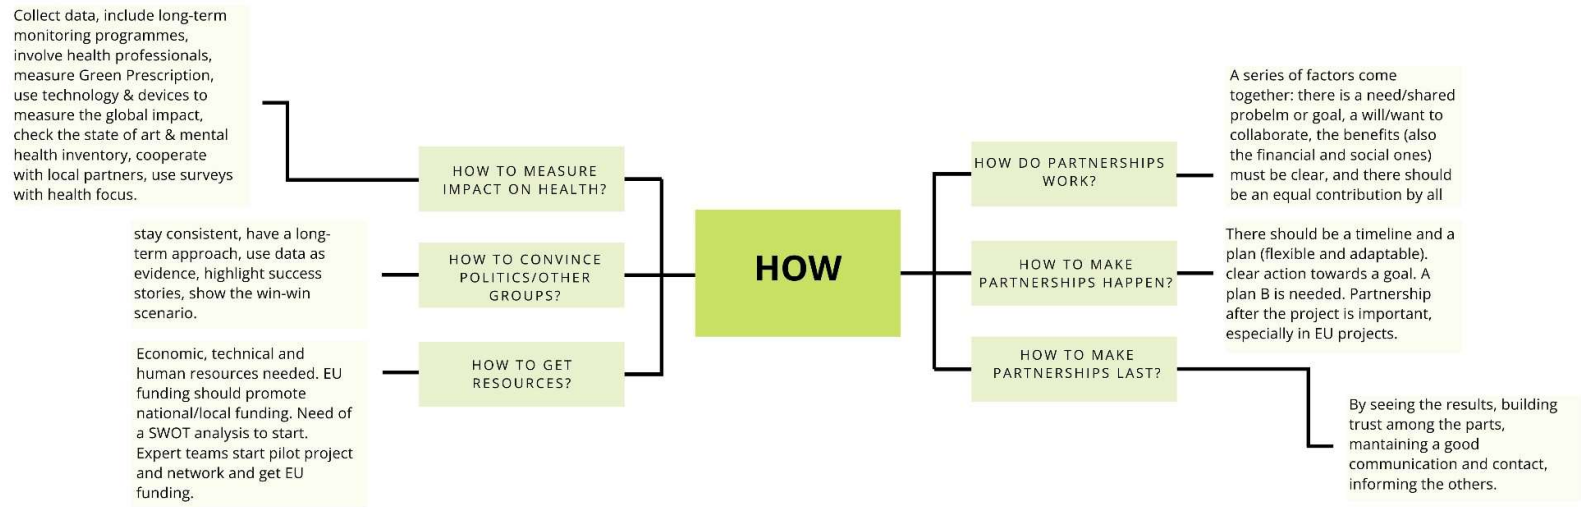 Collect data, include long-term
monitoring programmes,
involve health professionals,
measure Green Prescription,
use technology & devices to
measure the global impact,
check the state of art & mental
health inventory, cooperate
with local partners, use surveys
with health focus.
HOW TO MEASURE
IMPACT ON HEALTH?
stay consistent, have a long-
term approach, use data as
evidence, highlight success
stories, show the win-win
scenario.
HOW TO CONVINCE
POLITICS/OTHER
GROUPS?
Economic, technical and
human resources needed. EU
funding should promote
national/local funding. Need of
a SWOT analysis to start.
Expert teams start pilot project
and network and get EU
funding.
HOW TO GET
RESOURCES?
HOW
HOW DO PARTNERSHIPS
WORK?
A series of factors come
together: there is a need/shared
probelm or goal, a will/want to
collaborate, the benefits (also
the financial and social ones)
must be clear, and there should
be an equal contribution by all
HOW TO MAKE
PARTNERSHIPS HAPPEN?
There should be a timeline and a
plan (flexible and adaptable).
clear action towards a goal. A
plan B is needed. Partnership
after the project is important,
especially in EU projects.
HOW TO MAKE
PARTNERSHIPS LAST?
By seeing the results, building
trust among the parts,
mantaining a good
communication and contact,
informing the others.